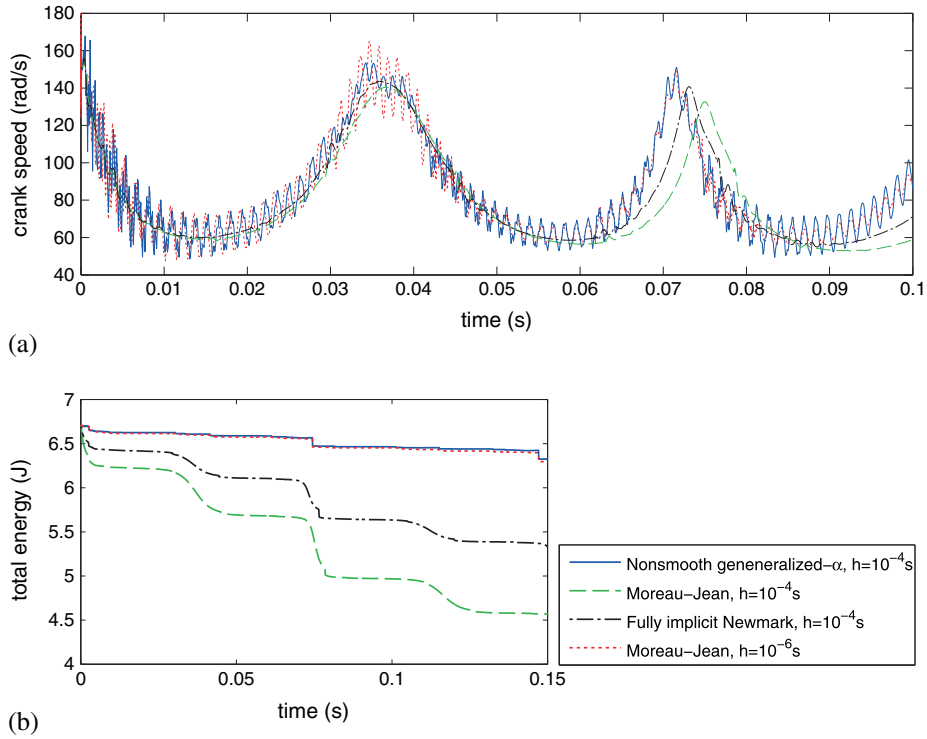 180
160
140
120
100
80
60
40
crank speed (rad/s)
0 0.01 0.02 0.03 0.04 0.05 0.06 0.07 0.08 0.09 0.1
time (s)
(a)
7
6.5
6
5.5
5
4.5
4
total energy (J)
0 0.05 0.1 0.15
time (s)
(b)
Nonsmooth geneneralized−α, h=10⁻⁴s
Moreau−Jean, h=10⁻⁴s
Fully implicit Newmark, h=10⁻⁴s
Moreau−Jean, h=10⁻⁶s